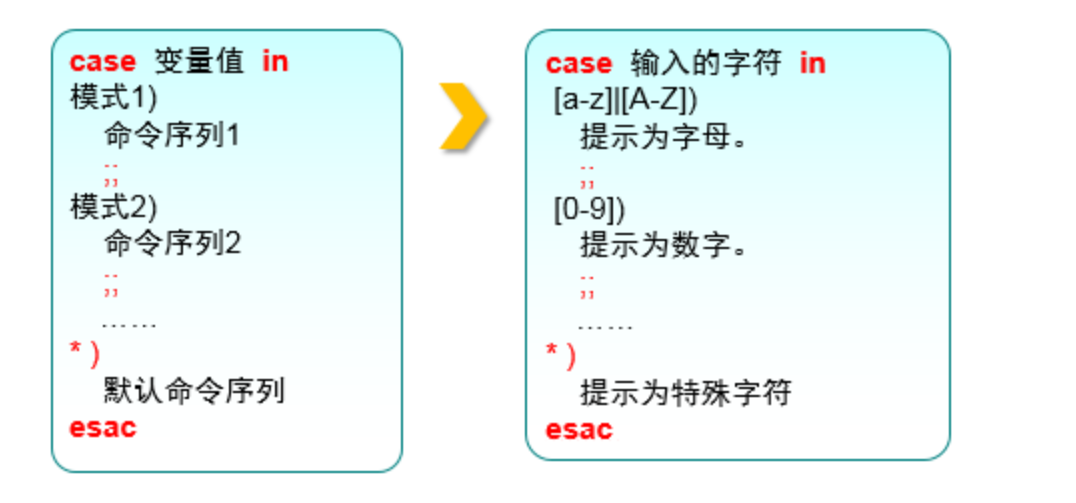 case 变量值 in
模式1)
命令序列1
;;
模式2)
命令序列2
;;
……
* )
默认命令序列
esac
case 输入的字符 in
[a-z]|[A-Z])
提示为字母。
;;
[0-9])
提示为数字。
;;
……
* )
提示为特殊字符
esac